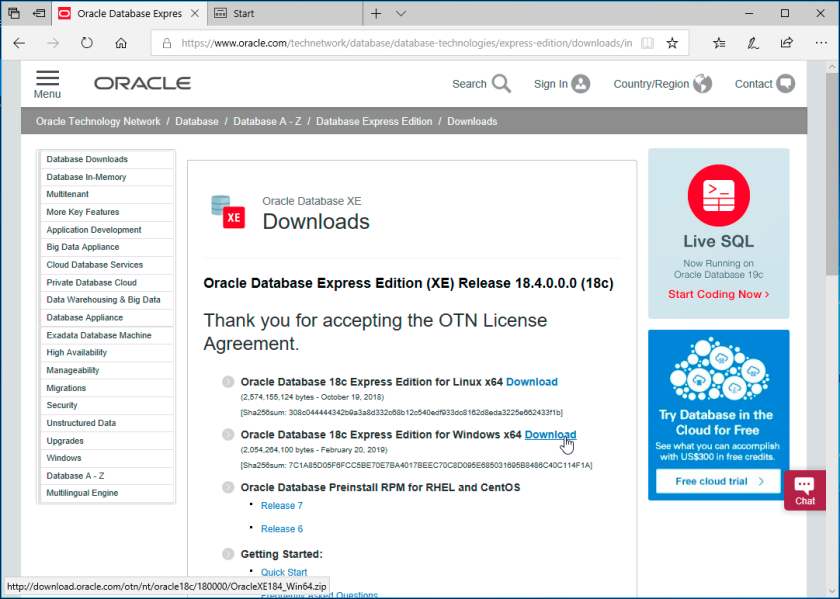 Oracle Database Expres
Start
https://www.oracle.com/technetwork/database/database-technologies/express-edition/downloads/in
Menu
ORACLE
Search
Sign In
Country/Region
Contact
Oracle Technology Network / Database / Database A - Z / Database Express Edition / Downloads
Database Downloads
Database In-Memory
Multitenant
More Key Features
Application Development
Big Data Appliance
Cloud Database Services
Private Database Cloud
Data Warehousing & Big Data
Database Appliance
Exadata Database Machine
High Availability
Manageability
Migrations
Security
Unstructured Data
Upgrades
Windows
Database A - Z
Multilingual Engine
XE
Oracle Database XE
Downloads
Oracle Database Express Edition (XE) Release 18.4.0.0.0 (18c)
Thank you for accepting the OTN License
Agreement.
Oracle Database 18c Express Edition for Linux x64 Download
(2,574,155,124 bytes - October 19, 2018)
[Sha256sum: 308c044444342b9a3a8d332c68b12c540edf933dc8162d8eda3225e662433f1b]
Oracle Database 18c Express Edition for Windows x64 Download
(2,054,264,100 bytes - February 20, 2019)
[Sha256sum: 7C1A85D05F6FCC5BE70E7BA4017BEEC70C8D095E685031695B8486C40C114F1A]
Oracle Database Preinstall RPM for RHEL and CentOS
Release 7
Release 6
Getting Started:
Quick Start
Frequently Asked Questions
Live SQL
Now Running on
Oracle Database 19c
Start Coding Now ›
Try Database in the
Cloud for Free
See what you can accomplish
with US$300 in free credits.
Free cloud trial
Chat
http://download.oracle.com/otn/nt/oracle18c/180000/OracleXE184_Win64.zip